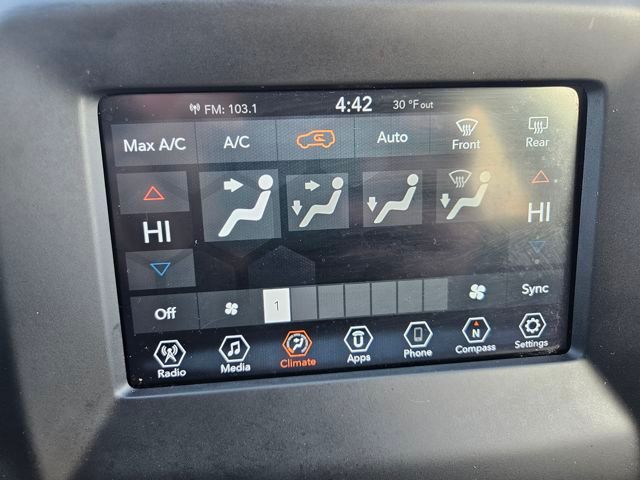 FM: 103.1 4:42 30 °F out
Max A/C A/C Auto Front Rear
HI HI
Off 1 Sync
Radio Media Climate Apps Phone Compass Settings
N